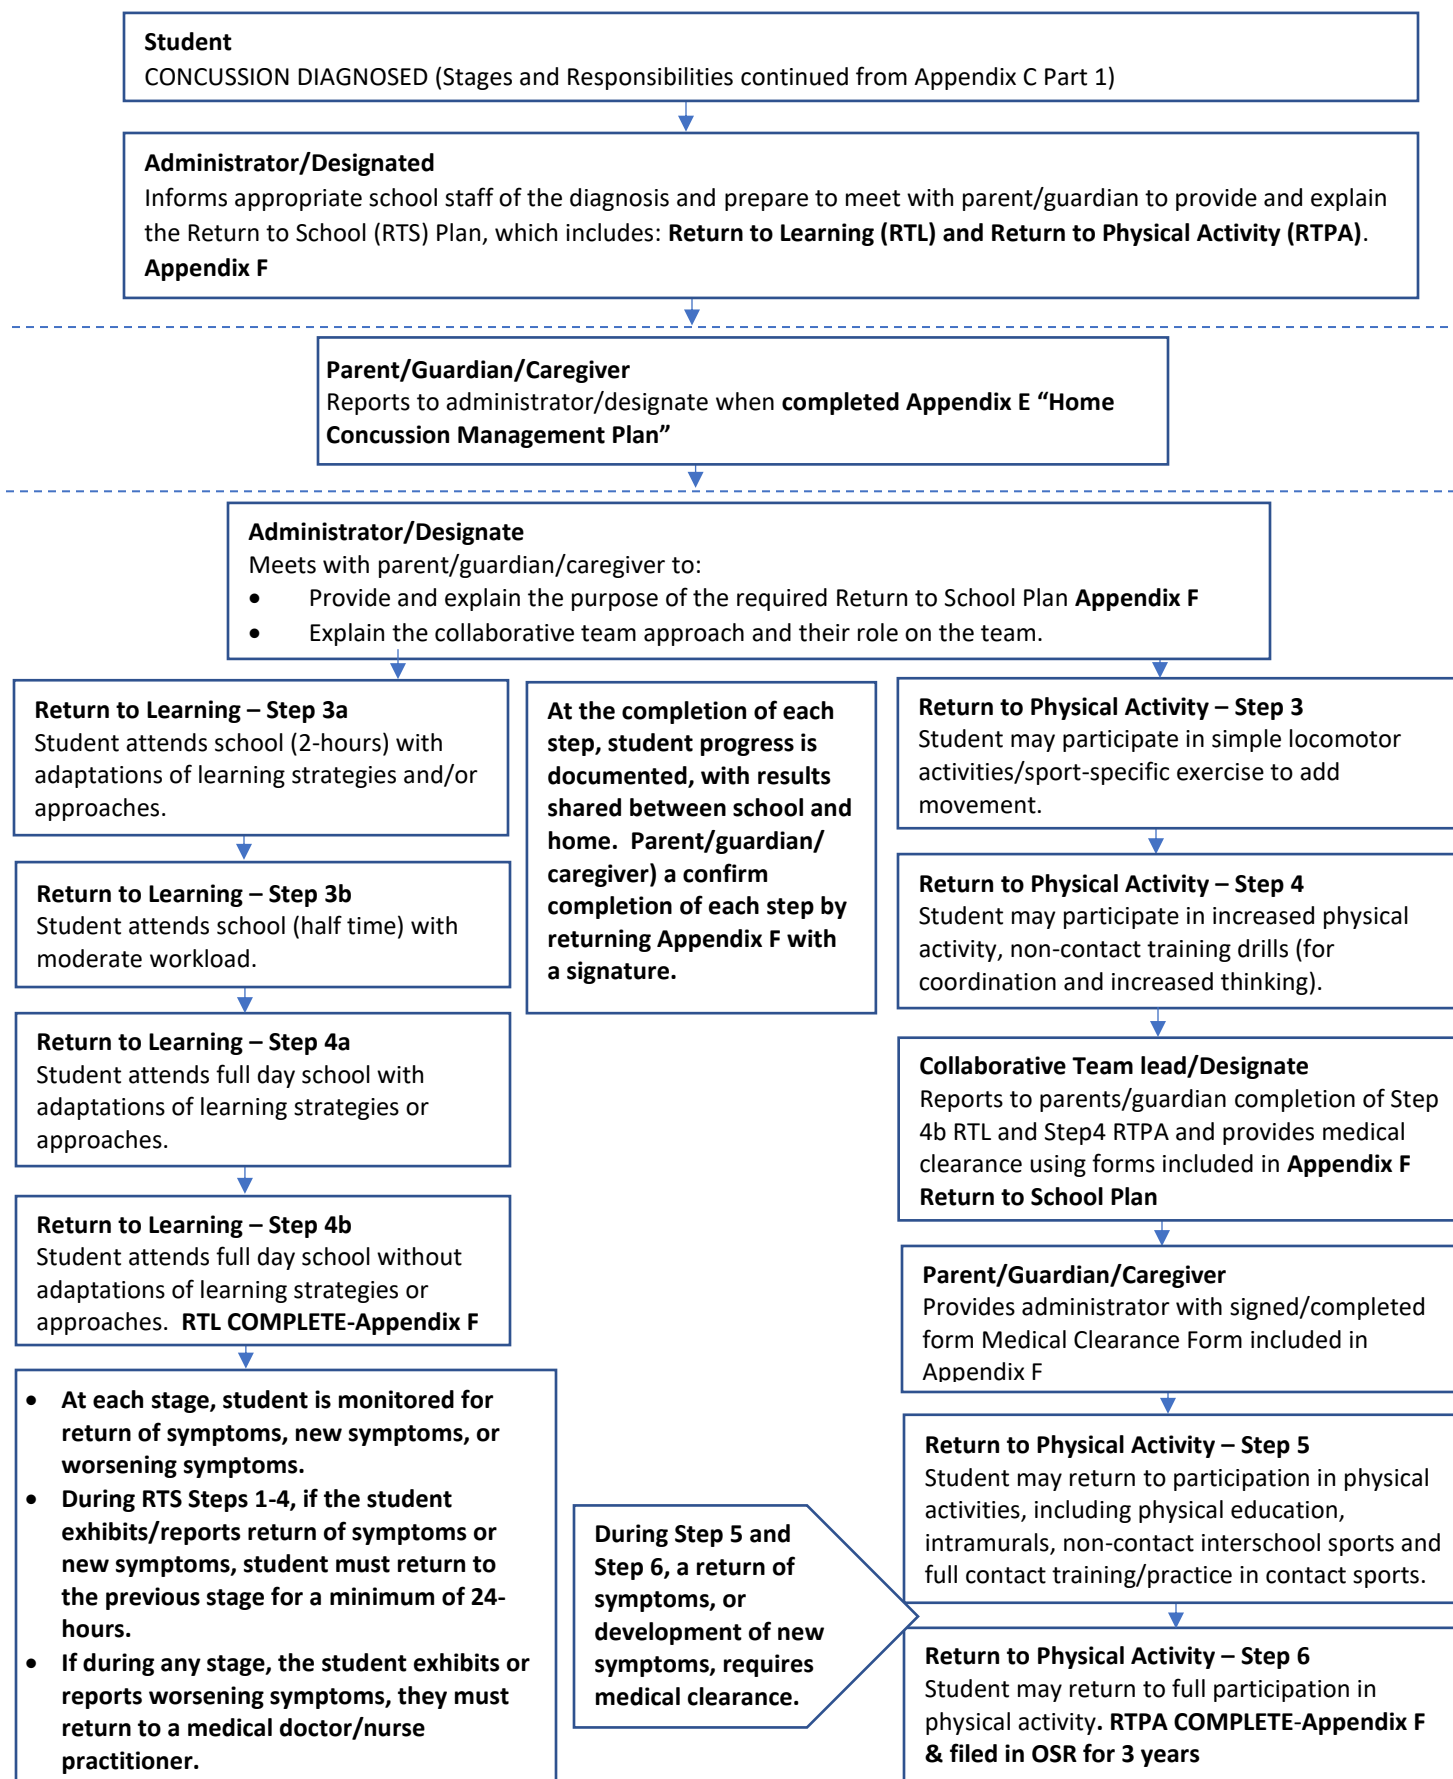 Student
CONCUSSION DIAGNOSED (Stages and Responsibilities continued from Appendix C Part 1)
Administrator/Designated
Informs appropriate school staff of the diagnosis and prepare to meet with parent/guardian to provide and explain
the Return to School (RTS) Plan, which includes: Return to Learning (RTL) and Return to Physical Activity (RTPA).
Appendix F
Parent/Guardian/Caregiver
Reports to administrator/designate when completed Appendix E “Home
Concussion Management Plan”
Administrator/Designate
Meets with parent/guardian/caregiver to:
• Provide and explain the purpose of the required Return to School Plan Appendix F
• Explain the collaborative team approach and their role on the team.
Return to Learning – Step 3a
Student attends school (2-hours) with
adaptations of learning strategies and/or
approaches.
Return to Learning – Step 3b
Student attends school (half time) with
moderate workload.
Return to Learning – Step 4a
Student attends full day school with
adaptations of learning strategies or
approaches.
Return to Learning – Step 4b
Student attends full day school without
adaptations of learning strategies or
approaches. RTL COMPLETE-Appendix F
• At each stage, student is monitored for
return of symptoms, new symptoms, or
worsening symptoms.
• During RTS Steps 1-4, if the student
exhibits/reports return of symptoms or
new symptoms, student must return to
the previous stage for a minimum of 24-
hours.
• If during any stage, the student exhibits or
reports worsening symptoms, they must
return to a medical doctor/nurse
practitioner.
At the completion of each
step, student progress is
documented, with results
shared between school and
home. Parent/guardian/
caregiver) a confirm
completion of each step by
returning Appendix F with
a signature.
During Step 5 and
Step 6, a return of
symptoms, or
development of new
symptoms, requires
medical clearance.
Return to Physical Activity – Step 3
Student may participate in simple locomotor
activities/sport-specific exercise to add
movement.
Return to Physical Activity – Step 4
Student may participate in increased physical
activity, non-contact training drills (for
coordination and increased thinking).
Collaborative Team lead/Designate
Reports to parents/guardian completion of Step
4b RTL and Step4 RTPA and provides medical
clearance using forms included in Appendix F
Return to School Plan
Parent/Guardian/Caregiver
Provides administrator with signed/completed
form Medical Clearance Form included in
Appendix F
Return to Physical Activity – Step 5
Student may return to participation in physical
activities, including physical education,
intramurals, non-contact interschool sports and
full contact training/practice in contact sports.
Return to Physical Activity – Step 6
Student may return to full participation in
physical activity. RTPA COMPLETE-Appendix F
& filed in OSR for 3 years